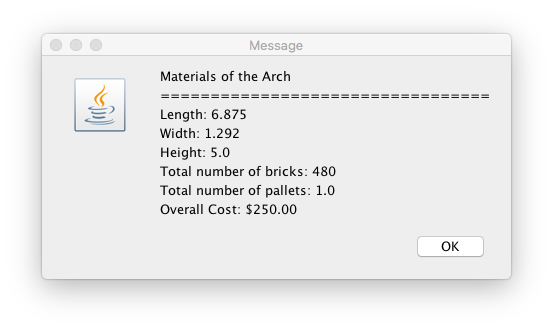 Message
Materials of the Arch
=================================
Length: 6.875
Width: 1.292
Height: 5.0
Total number of bricks: 480
Total number of pallets: 1.0
Overall Cost: $250.00
OK